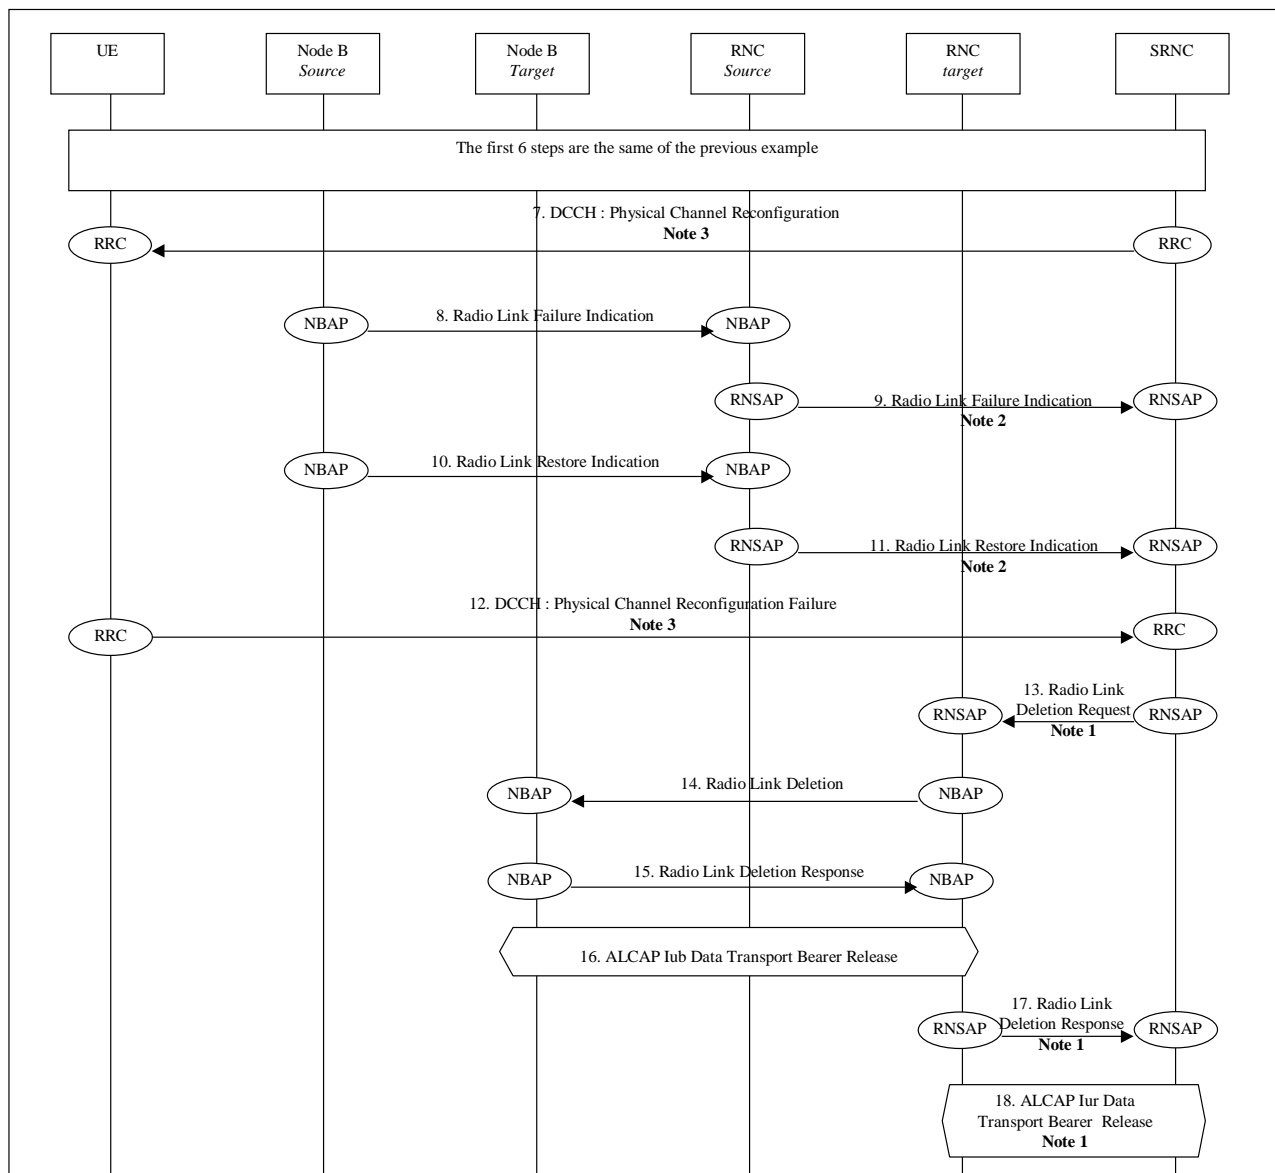 UE
Node B
Source
Node B
Target
RNC
Source
RNC
target
SRNC
The first 6 steps are the same of the previous example
7. DCCH : Physical Channel Reconfiguration
Note 3
RRC
RRC
8. Radio Link Failure Indication
NBAP
NBAP
9. Radio Link Failure Indication
Note 2
RNSAP
RNSAP
10. Radio Link Restore Indication
NBAP
NBAP
11. Radio Link Restore Indication
Note 2
RNSAP
RNSAP
12. DCCH : Physical Channel Reconfiguration Failure
Note 3
RRC
RRC
13. Radio Link
Deletion Request
Note 1
RNSAP
RNSAP
14. Radio Link Deletion
NBAP
NBAP
15. Radio Link Deletion Response
NBAP
NBAP
16. ALCAP Iub Data Transport Bearer Release
17. Radio Link
Deletion Response
Note 1
RNSAP
RNSAP
18. ALCAP Iur Data
Transport Bearer Release
Note 1